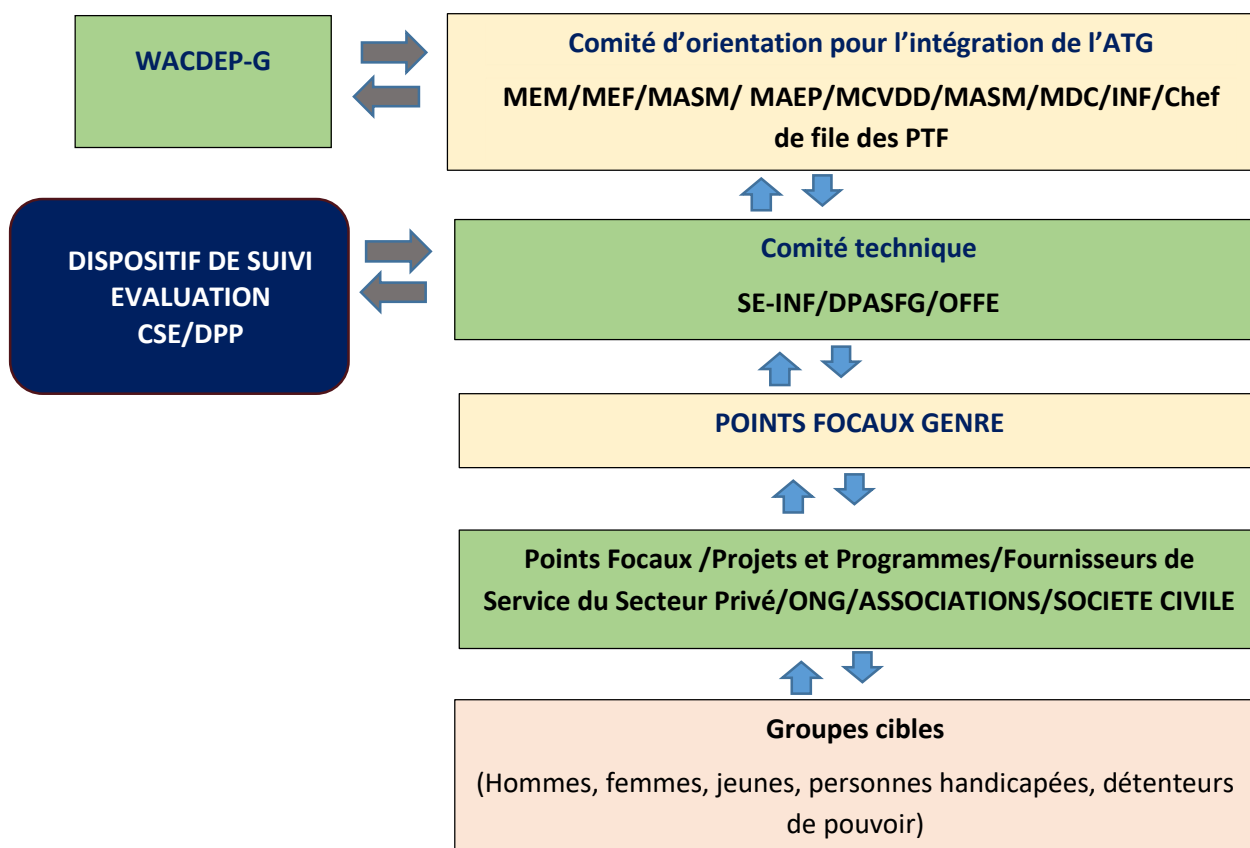 WACDEP-G
Comité d’orientation pour l’intégration de l’ATG
MEM/MEF/MASM/ MAEP/MCVDD/MASM/MDC/INF/Chef
de file des PTF
DISPOSITIF DE SUIVI
EVALUATION
CSE/DPP
Comité technique
SE-INF/DPASFG/OFFE
POINTS FOCAUX GENRE
Points Focaux /Projets et Programmes/Fournisseurs de
Service du Secteur Privé/ONG/ASSOCIATIONS/SOCIETE CIVILE
Groupes cibles
(Hommes, femmes, jeunes, personnes handicapées, détenteurs
de pouvoir)